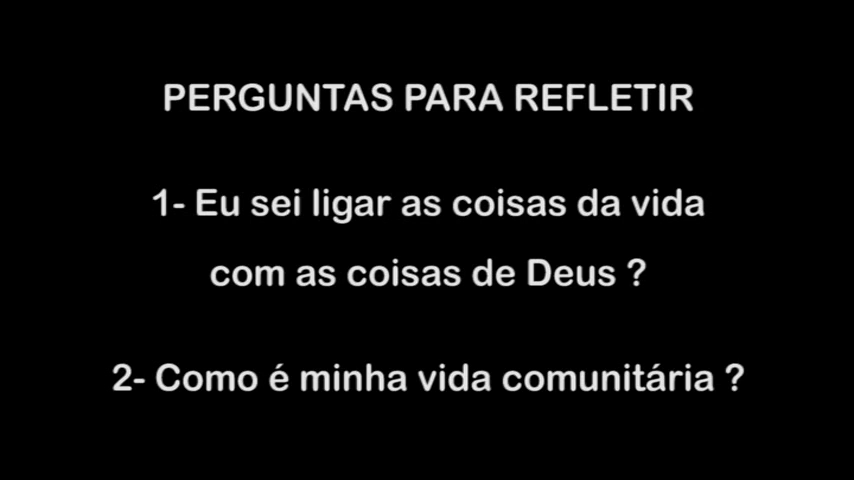 PERGUNTAS PARA REFLETIR
1- Eu sei ligar as coisas da vida
com as coisas de Deus ?
2- Como é minha vida comunitária ?